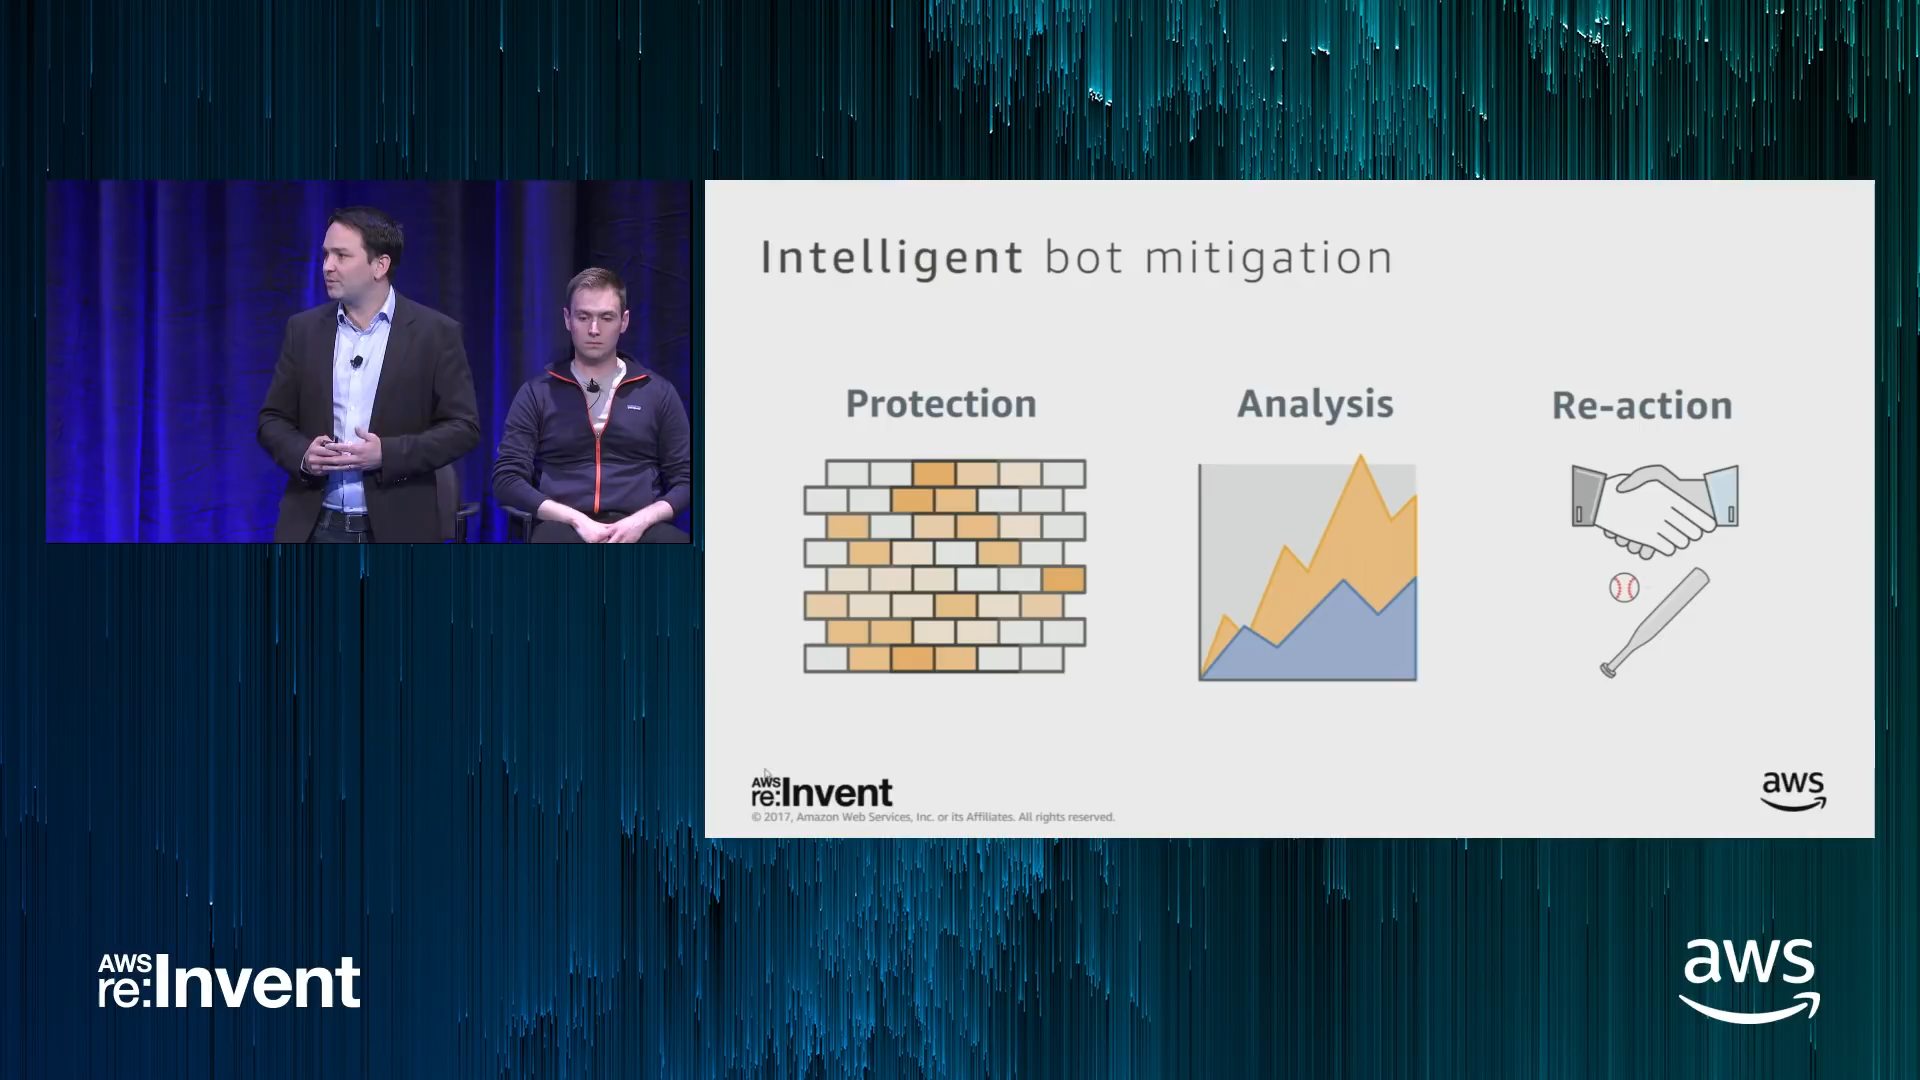 Intelligent bot mitigation
Protection
Analysis
Re-action
AWS
re:Invent
© 2017, Amazon Web Services, Inc. or its Affiliates. All rights reserved.
aws
AWS
re:Invent
aws